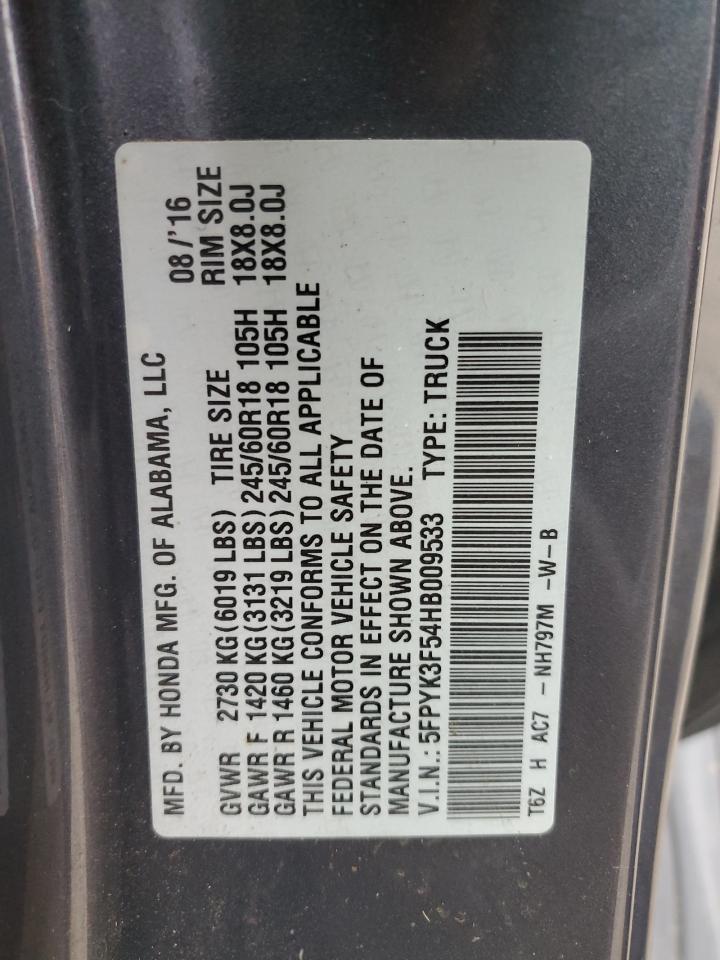 MFD. BY HONDA MFG. OF ALABAMA, LLC 08/'16
GVWR 2730 KG (6019 LBS) TIRE SIZE RIM SIZE
GAWR F 1420 KG (3131 LBS) 245/60R18 105H 18X8.0J
GAWR R 1460 KG (3219 LBS) 245/60R18 105H 18X8.0J
THIS VEHICLE CONFORMS TO ALL APPLICABLE
FEDERAL MOTOR VEHICLE SAFETY
STANDARDS IN EFFECT ON THE DATE OF
MANUFACTURE SHOWN ABOVE.
V.I.N.: 5FPYK3F54HB009533 TYPE: TRUCK
T6Z H AC7 - NH797M -W-B